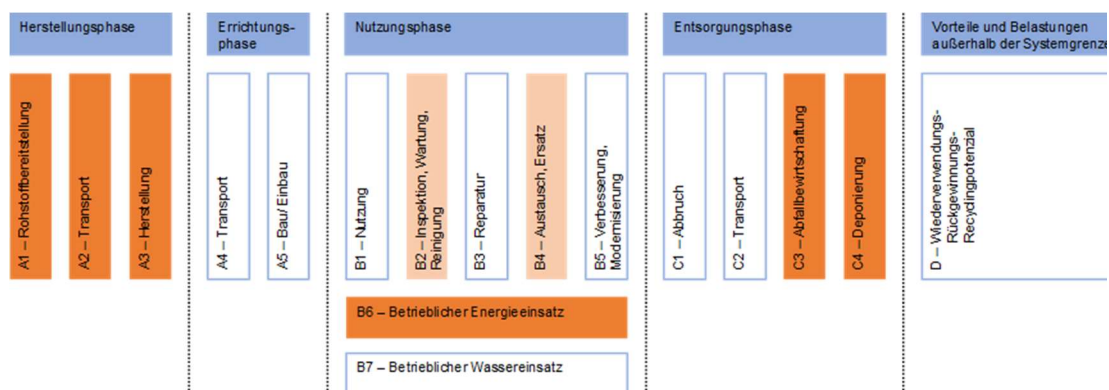 Herstellungsphase
Errichtungs-
phase
Nutzungsphase
Entsorgungsphase
Vorteile und Belastungen
außerhalb der Systemgrenze
A1 – Rohstoffbereitstellung
A2 – Transport
A3 – Herstellung
A4 – Transport
A5 – Bau/ Einbau
B1 – Nutzung
B2 – Inspektion, Wartung,
Reinigung
B3 – Reparatur
B4 – Austausch, Ersatz
B5 – Verbesserung,
Modernisierung
C1 – Abbruch
C2 – Transport
C3 – Abfallbewirtschaftung
C4 – Deponierung
D – Wiederverwendungs-
Rückgewinnungs-
Recyclingpotenzial
B6 – Betrieblicher Energieeinsatz
B7 – Betrieblicher Wassereinsatz